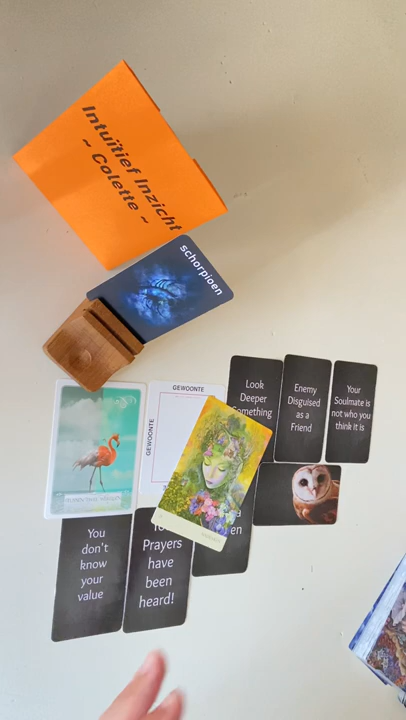 Intuïtief Inzicht
~ Colette ~
schorpioen
GEWOONTE
GEWOONTE
Look
Deeper
Something
Enemy
Disguised
as a
Friend
Your
Soulmate is
not who you
think it is
You
don't
know
your
value
Prayers
have
been
heard!